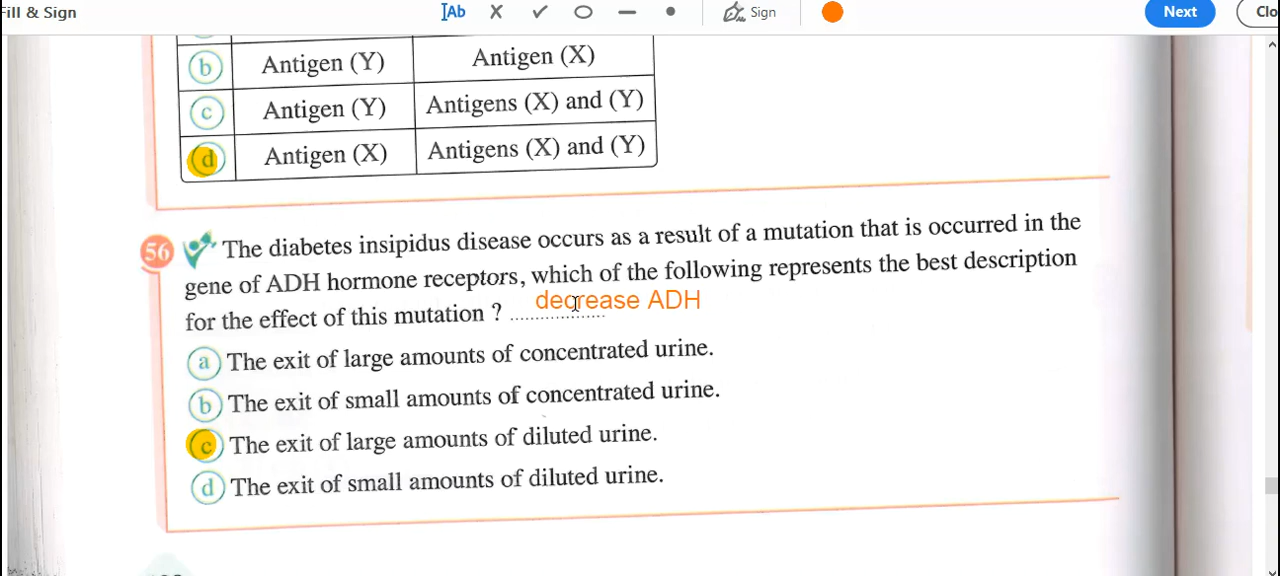 Fill & Sign
Ab
Sign
Next
Clo
b Antigen (Y) Antigen (X)
c Antigen (Y) Antigens (X) and (Y)
d Antigen (X) Antigens (X) and (Y)
56 The diabetes insipidus disease occurs as a result of a mutation that is occurred in the
gene of ADH hormone receptors, which of the following represents the best description
for the effect of this mutation ? ...................
decrease ADH
a The exit of large amounts of concentrated urine.
b The exit of small amounts of concentrated urine.
c The exit of large amounts of diluted urine.
d The exit of small amounts of diluted urine.